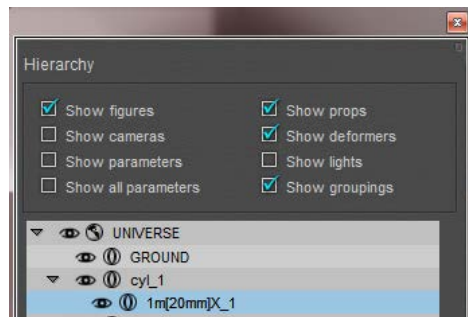 Hierarchy
Show figures Show props
Show cameras Show deformers
Show parameters Show lights
Show all parameters Show groupings
UNIVERSE
GROUND
cyl_1
1m[20mm]X_1